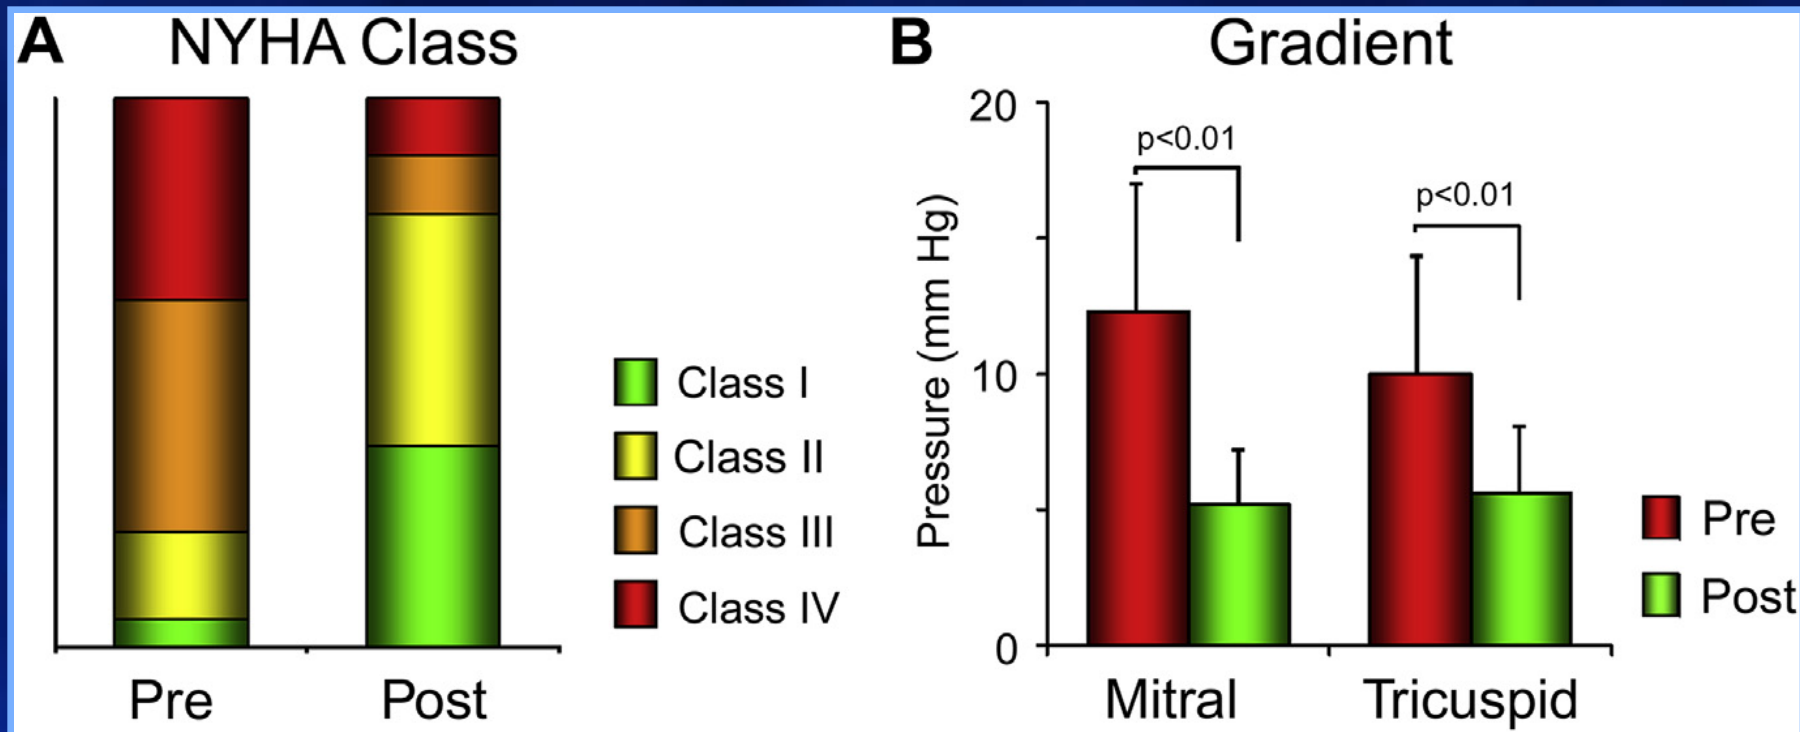 A
NYHA Class
Class I
Class II
Class III
Class IV
Pre
Post
B
Gradient
Pressure (mm Hg)
20
10
0
p<0.01
p<0.01
Mitral
Tricuspid
Pre
Post